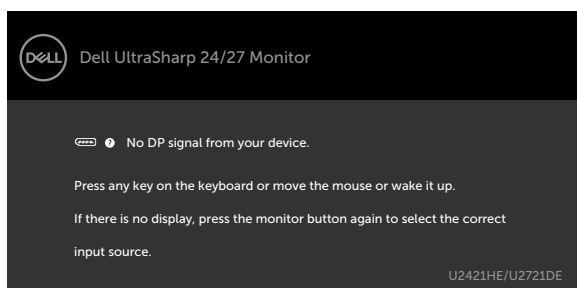 DELL Dell UltraSharp 24/27 Monitor
? No DP signal from your device.
Press any key on the keyboard or move the mouse or wake it up.
If there is no display, press the monitor button again to select the correct
input source.
U2421HE/U2721DE